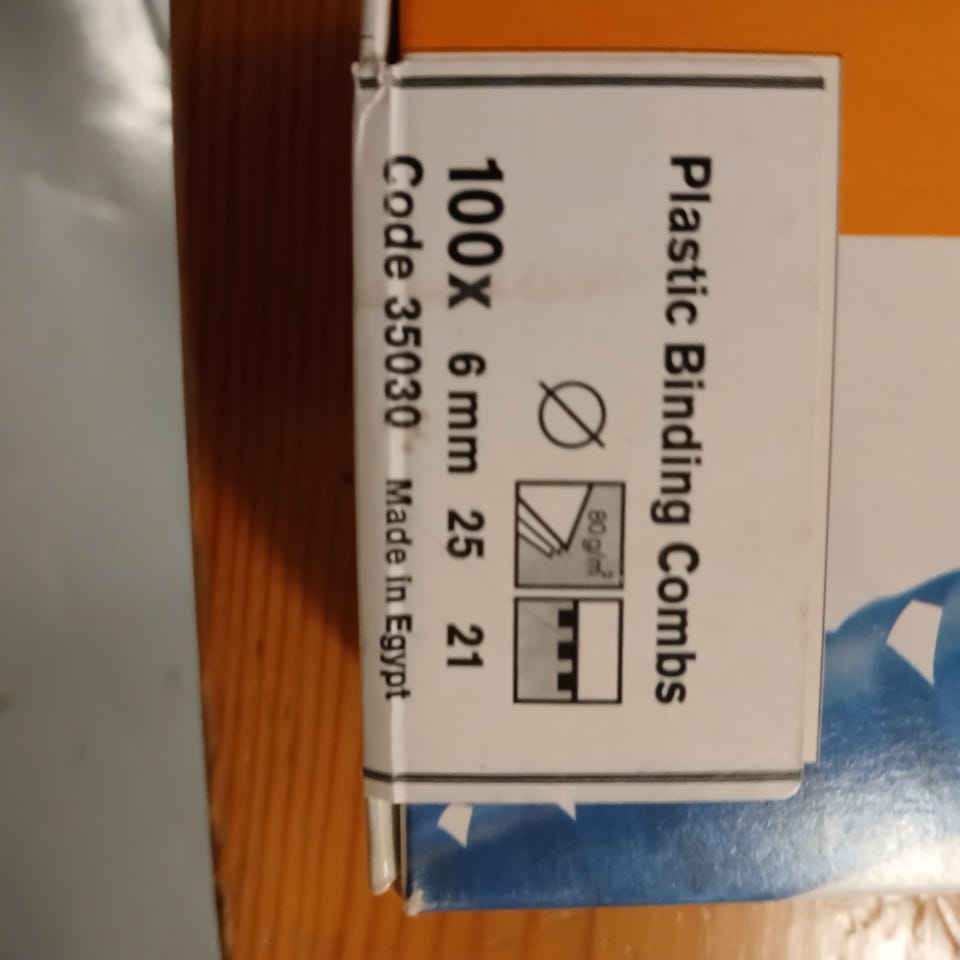 Plastic Binding Combs
Ø 80 g/m²
100x 6 mm 25 21
Code 35030 Made in Egypt